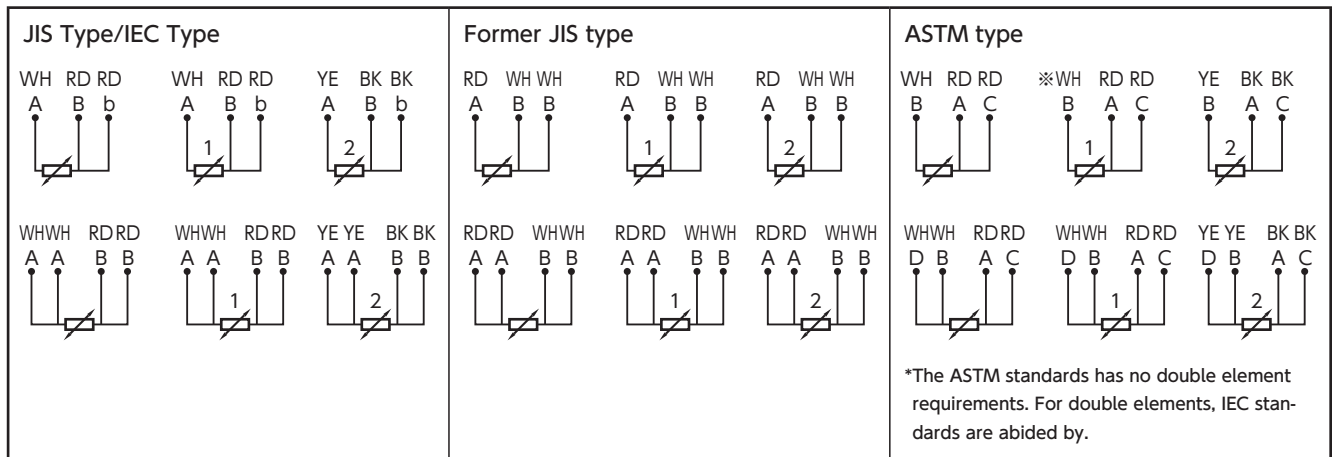 JIS Type/IEC Type
WH RD RD WH RD RD YE BK BK
A B b A B b A B b
1 2
WHWH RDRD WHWH RDRD YE YE BK BK
A A B B A A B B A A B B
1 2
Former JIS type
RD WH WH RD WH WH RD WH WH
A B B A B B A B B
1 2
RDRD WHWH RDRD WHWH RDRD WHWH
A A B B A A B B A A B B
1 2
ASTM type
WH RD RD ※WH RD RD YE BK BK
B A C B A C B A C
1 2
WHWH RDRD WHWH RDRD YE YE BK BK
D B A C D B A C D B A C
1 2
*The ASTM standards has no double element
requirements. For double elements, IEC stan-
dards are abided by.